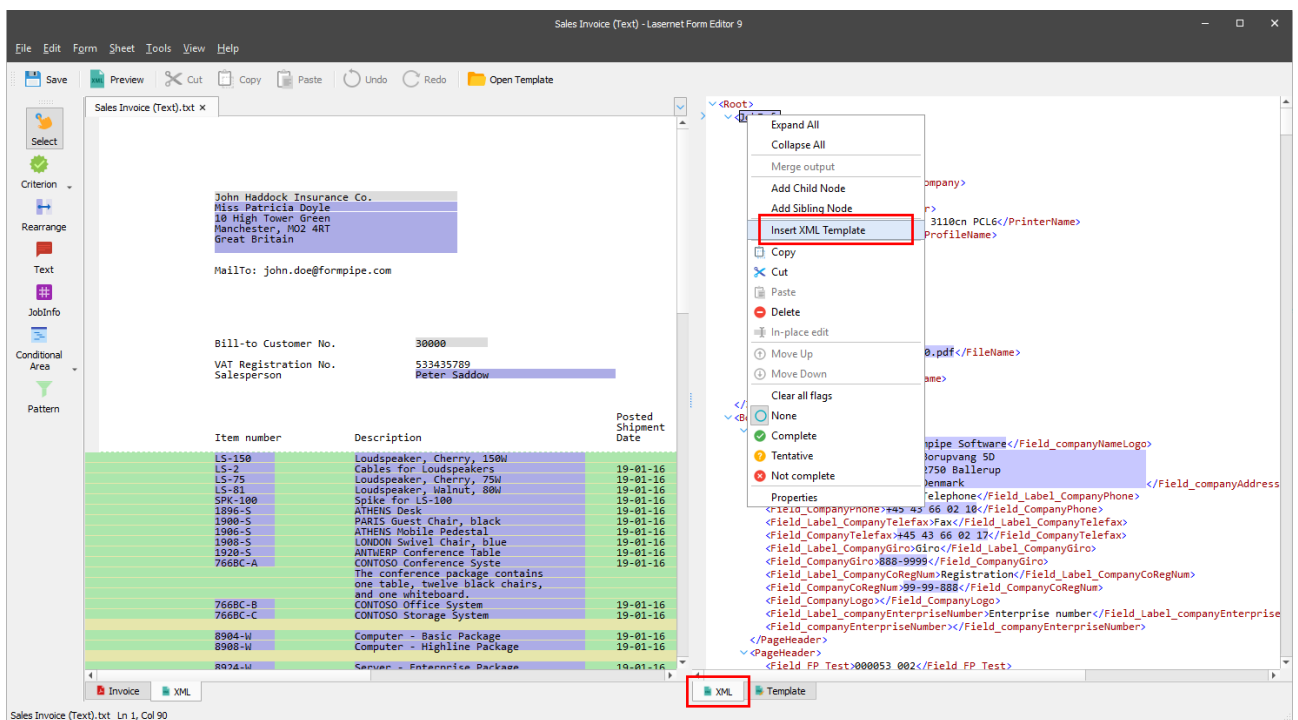 Sales Invoice (Text) - Lasernet Form Editor 9
File Edit Form Sheet Tools View Help
Save Preview Cut Copy Paste Undo Redo Open Template
Select
Criterion
Rearrange
Text
JobInfo
Conditional
Area
Pattern
Sales Invoice (Text).txt ×
John Haddock Insurance Co.
Miss Patricia Doyle
10 High Tower Green
Manchester, MO2 4RT
Great Britain
MailTo: john.doe@formpipe.com
Bill-to Customer No. 30000
VAT Registration No. 533435789
Salesperson Peter Saddow
Posted
Shipment
Item number Description Date
LS-150 Loudspeaker, Cherry, 150W
LS-2 Cables for Loudspeakers 19-01-16
LS-75 Loudspeaker, Cherry, 75W 19-01-16
LS-81 Loudspeaker, Walnut, 80W 19-01-16
SPK-100 Spike for LS-100 19-01-16
1896-S ATHENS Desk 19-01-16
1900-S PARIS Guest Chair, black 19-01-16
1906-S ATHENS Mobile Pedestal 19-01-16
1908-S LONDON Swivel Chair, blue 19-01-16
1920-S ANTWERP Conference Table 19-01-16
766BC-A CONTOSO Conference Syste 19-01-16
The conference package contains
one table, twelve black chairs,
and one whiteboard.
766BC-B CONTOSO Office System 19-01-16
766BC-C CONTOSO Storage System
8904-W Computer - Basic Package 19-01-16
8908-W Computer - Highline Package 19-01-16
8924-W Server - Enterprise Package 19-01-16
Invoice XML
<Root>
Expand All
Collapse All
Merge output
Add Child Node
Add Sibling Node
Insert XML Template
Copy
Cut
Paste
Delete
In-place edit
Move Up
Move Down
Clear all flags
None
Complete
Tentative
Not complete
Properties
ompany>
r>
3110cn PCL6</PrinterName>
ProfileName>
0.pdf</FileName>
ame>
npipe Software</Field_companyNameLogo>
Borupvang 5D
2750 Ballerup
Denmark </Field_companyAddress
elephone</Field_Label_CompanyPhone>
<Field_CompanyPhone>+45 43 66 02 10</Field_CompanyPhone>
<Field_Label_CompanyTelefax>Fax</Field_Label_CompanyTelefax>
<Field_CompanyTelefax>+45 43 66 02 17</Field_CompanyTelefax>
<Field_Label_CompanyGiro>Giro</Field_Label_CompanyGiro>
<Field_CompanyGiro>888-9999</Field_CompanyGiro>
<Field_Label_CompanyCoRegNum>Registration</Field_Label_CompanyCoRegNum>
<Field_CompanyCoRegNum>99-99-888</Field_CompanyCoRegNum>
<Field_CompanyLogo></Field_CompanyLogo>
<Field_Label_companyEnterpriseNumber>Enterprise number</Field_Label_companyEnterprise
<Field_companyEnterpriseNumber></Field_companyEnterpriseNumber>
</PageHeader>
<PageHeader>
<Field_FP_Test>000053_002</Field_FP_Test>
XML Template
Sales Invoice (Text).txt Ln 1, Col 90